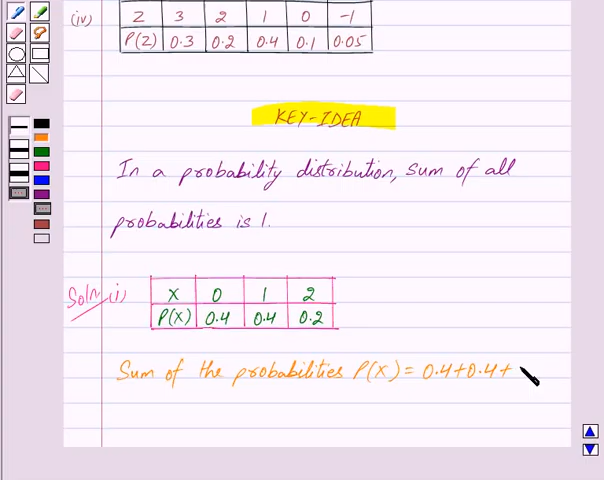 (iv) Z 3 2 1 0 -1
P(Z) 0.3 0.2 0.4 0.1 0.05
KEY-IDEA
In a probability distribution, sum of all
probabilities is 1.
Soln. (i) X 0 1 2
P(X) 0.4 0.4 0.2
Sum of the probabilities P(X) = 0.4+0.4+